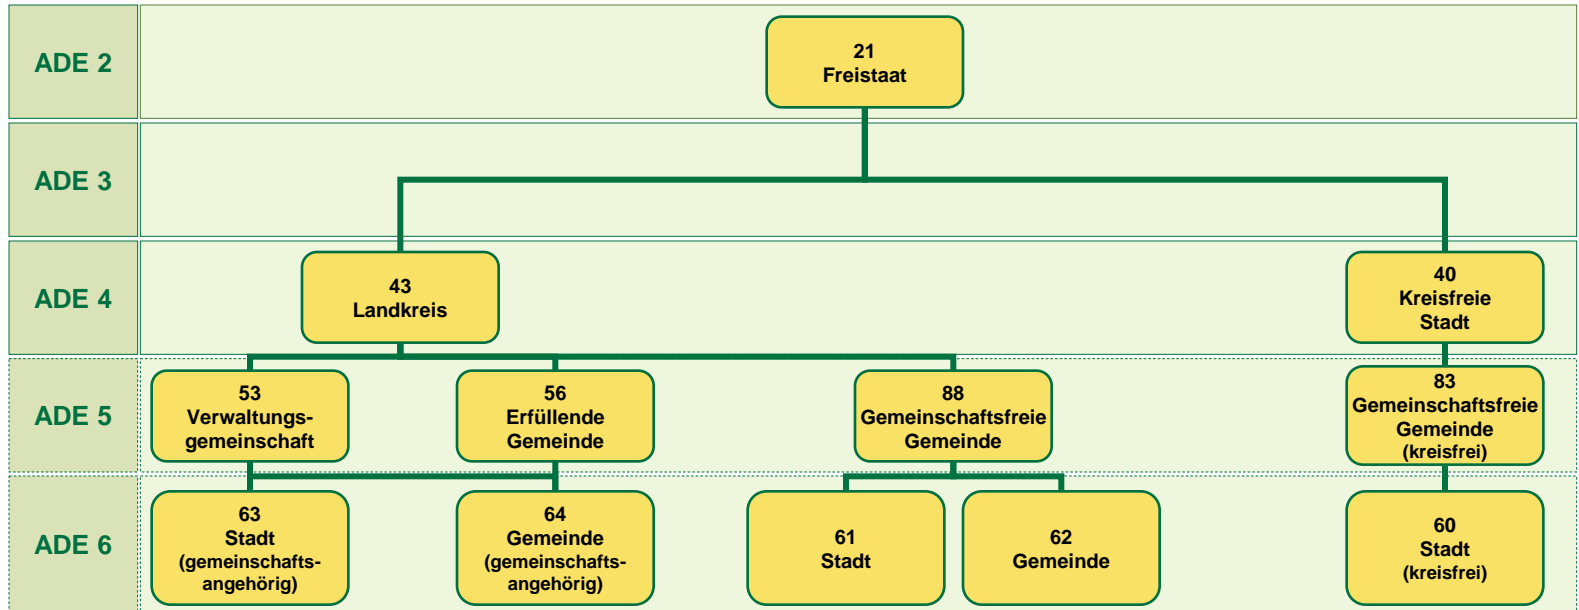 ADE 2
21
Freistaat
ADE 3
ADE 4
43
Landkreis
40
Kreisfreie
Stadt
ADE 5
53
Verwaltungs-
gemeinschaft
56
Erfüllende
Gemeinde
88
Gemeinschaftsfreie
Gemeinde
83
Gemeinschaftsfreie
Gemeinde
(kreisfrei)
ADE 6
63
Stadt
(gemeinschafts-
angehörig)
64
Gemeinde
(gemeinschafts-
angehörig)
61
Stadt
62
Gemeinde
60
Stadt
(kreisfrei)